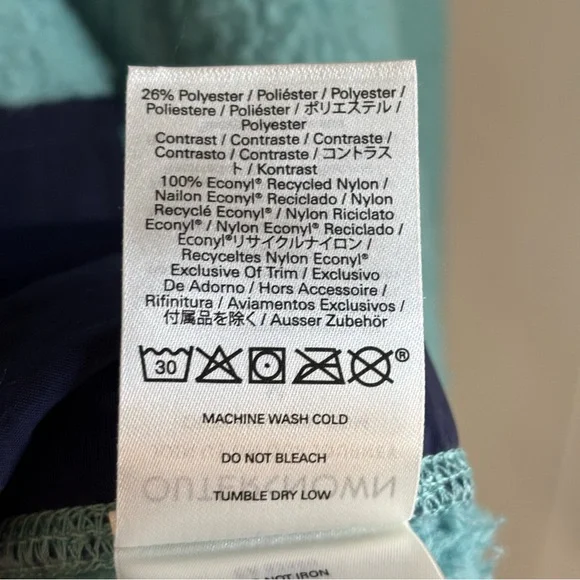 26% Polyester / Poliéster / Polyester /
Poliestere / Poliéster / ポリエステル /
Polyester
Contrast / Contraste / Contraste /
Contrasto / Contraste / コントラス
ト / Kontrast
100% Econyl® Recycled Nylon /
Nailon Econyl® Reciclado / Nylon
Recyclé Econyl® / Nylon Riciclato
Econyl® / Nylon Econyl® Reciclado /
Econyl®リサイクルナイロン /
Recyceltes Nylon Econyl®
Exclusive Of Trim / Exclusivo
De Adorno / Hors Accessoire /
Rifinitura / Aviamentos Exclusivos /
付属品を除く / Ausser Zubehör
30 ®
MACHINE WASH COLD
DO NOT BLEACH
OUTERKNOWN
TUMBLE DRY LOW
NOT IRON